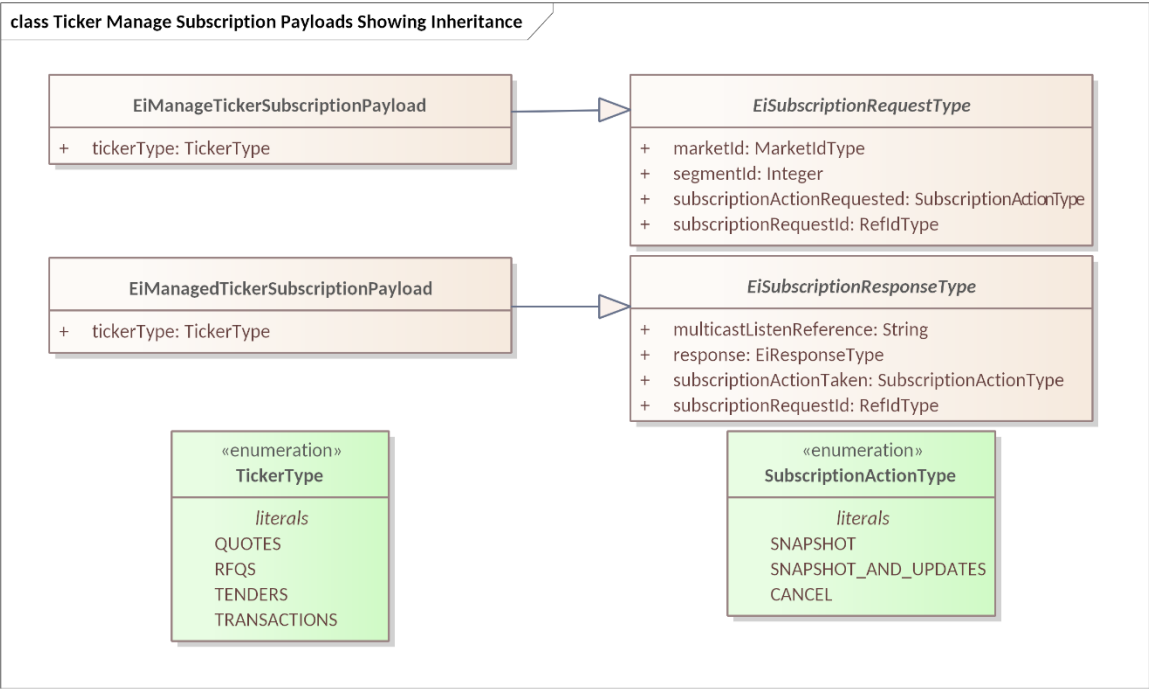 class Ticker Manage Subscription Payloads Showing Inheritance
EiManageTickerSubscriptionPayload
+ tickerType: TickerType
EiSubscriptionRequestType
+ marketId: MarketIdType
+ segmentId: Integer
+ subscriptionActionRequested: SubscriptionActionType
+ subscriptionRequestId: RefIdType
EiManagedTickerSubscriptionPayload
+ tickerType: TickerType
EiSubscriptionResponseType
+ multicastListenReference: String
+ response: EiResponseType
+ subscriptionActionTaken: SubscriptionActionType
+ subscriptionRequestId: RefIdType
«enumeration»
TickerType
literals
QUOTES
RFQS
TENDERS
TRANSACTIONS
«enumeration»
SubscriptionActionType
literals
SNAPSHOT
SNAPSHOT_AND_UPDATES
CANCEL